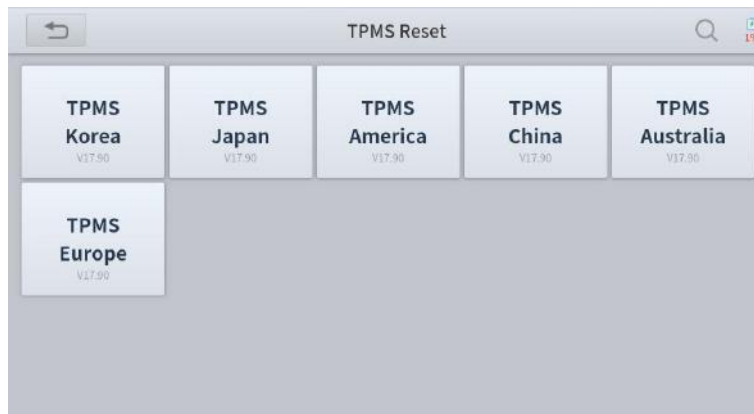 TPMS Reset
TPMS
Korea
V17.90
TPMS
Japan
V17.90
TPMS
America
V17.90
TPMS
China
V17.90
TPMS
Australia
V17.90
TPMS
Europe
V17.90